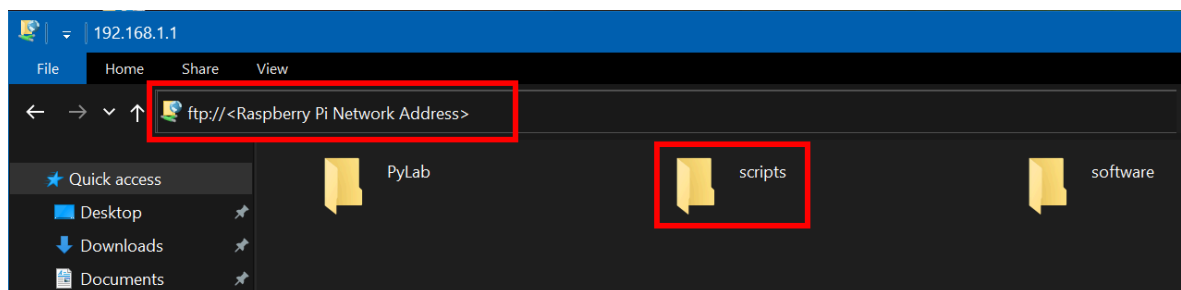 192.168.1.1
File Home Share View
ftp://<Raspberry Pi Network Address>
Quick access
Desktop
Downloads
Documents
PyLab scripts software